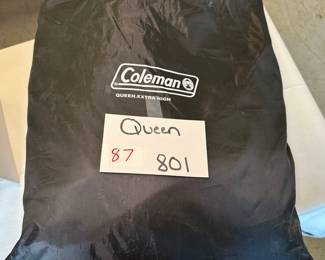 Coleman
QUEEN EXTRA HIGH
Queen
87 801